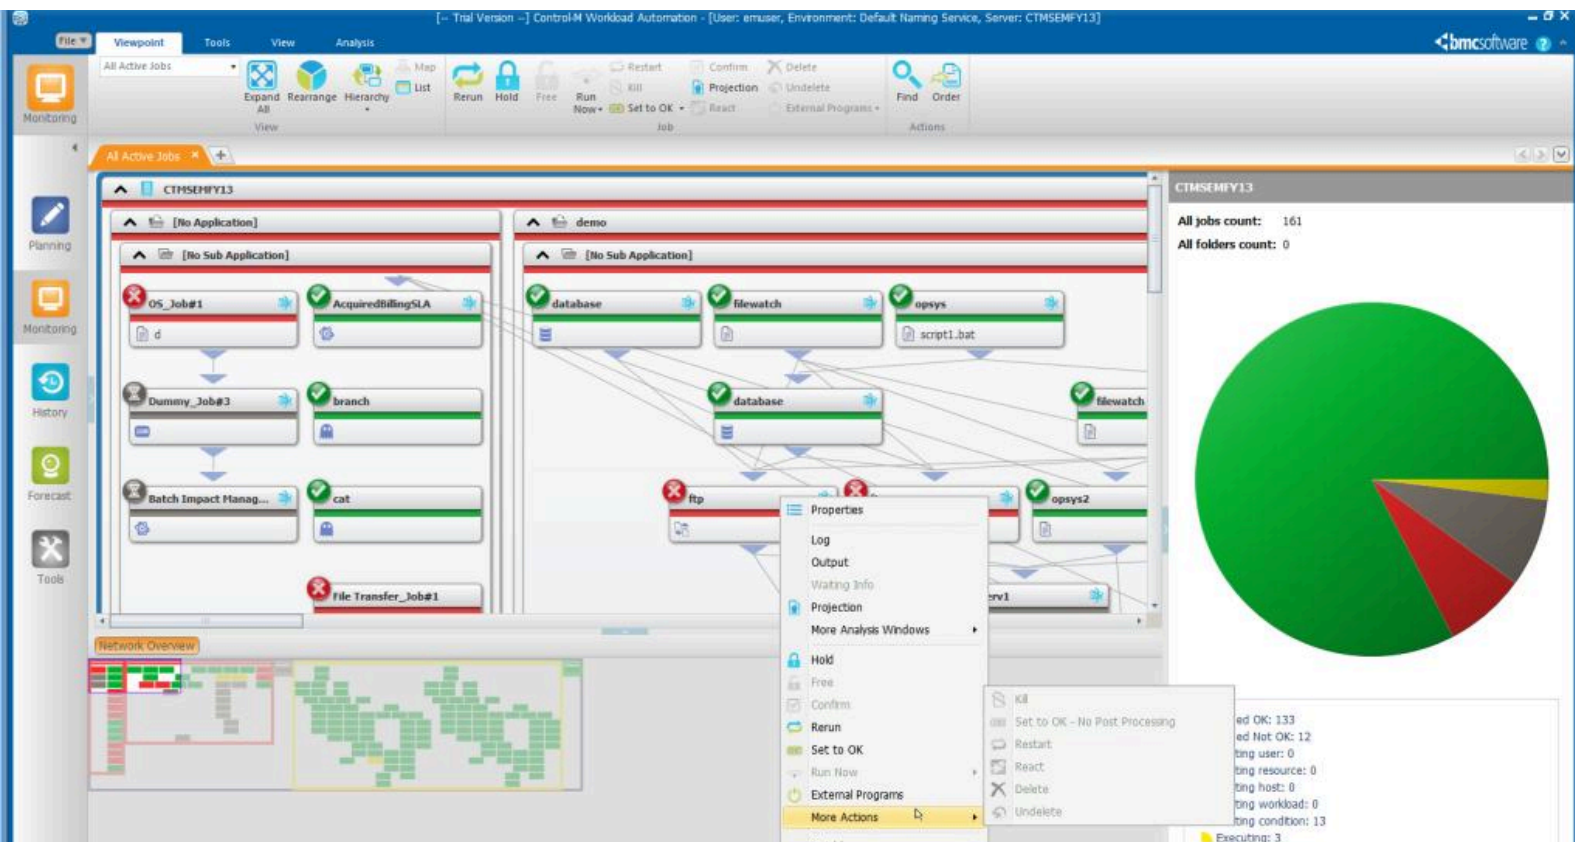 [-- Trial Version --] Control-M Workload Automation - [User: emuser, Environment: Default Naming Service, Server: CTMSEMFY13]
File
Viewpoint Tools View Analysis
bmcsoftware
All Active Jobs
Expand All
Rearrange
Hierarchy
Map
List
View
Rerun
Hold
Free
Run Now
Restart
Kill
Set to OK
Confirm
Projection
React
Delete
Undelete
External Programs
Job
Find
Order
Actions
Monitoring
All Active Jobs
Planning
Monitoring
History
Forecast
Tools
CTMSEMFY13
[No Application]
[No Sub Application]
OS_Job#1
d
AcquiredBillingSLA
Dummy_Job#3
branch
Batch Impact Manag...
cat
File Transfer_Job#1
demo
[No Sub Application]
database
filewatch
opsys
script1.bat
database
filewatch
ftp
opsys2
erv1
Network Overview
Properties
Log
Output
Waiting Info
Projection
More Analysis Windows
Hold
Free
Confirm
Rerun
Set to OK
Run Now
External Programs
More Actions
Kill
Set to OK - No Post Processing
Restart
React
Delete
Undelete
CTMSEMFY13
All jobs count: 161
All folders count: 0
ed OK: 133
ed Not OK: 12
ting user: 0
ting resource: 0
ting host: 0
ting workload: 0
ting condition: 13
Executing: 3